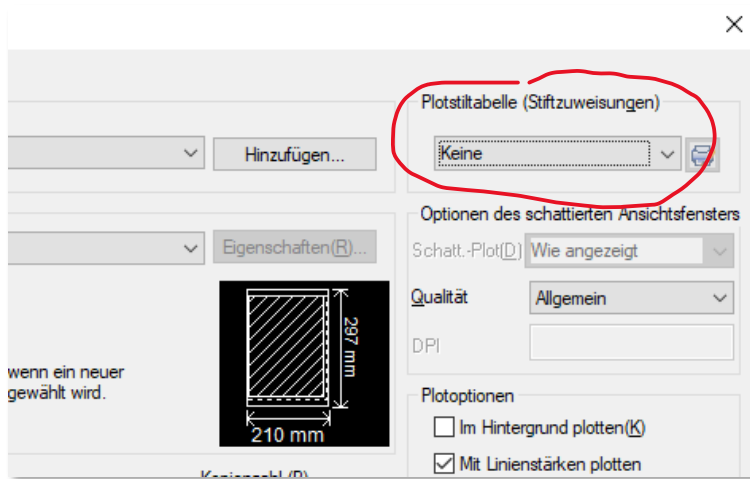 Plotstiltabelle (Stiftzuweisungen)
Hinzufügen...
Keine
Optionen des schattierten Ansichtsfensters
Eigenschaften(R)...
Schatt.-Plot(D)
Wie angezeigt
Qualität
Allgemein
297 mm
DPI
wenn ein neuer
gewählt wird.
Plotoptionen
210 mm
Im Hintergrund plotten(K)
Mit Linienstärken plotten